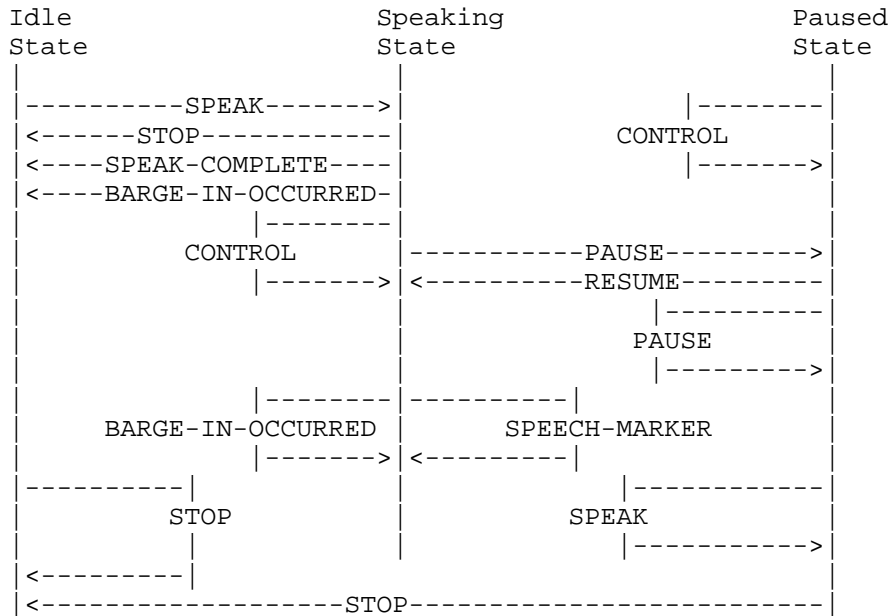 Idle                    Speaking                  Paused
State                   State                     State
|                       |                          |
|----------SPEAK------->|                 |--------|
|<------STOP------------|             CONTROL      |
|<----SPEAK-COMPLETE----|                 |------->|
|<----BARGE-IN-OCCURRED-|                          |
|              |--------|                          |
|          CONTROL      |----------PAUSE---------->|
|              |------->|<----------RESUME---------|
|                       |               |----------|
|                       |              PAUSE       |
|                       |               |--------->|
|              |--------|----------|               |
|     BARGE-IN-OCCURRED |      SPEECH-MARKER       |
|              |------->|<---------|               |
|----------|            |             |------------|
|         STOP          |          SPEAK           |
|          |            |             |----------->|
|<---------|                                       |
|<-------------------STOP--------------------------|